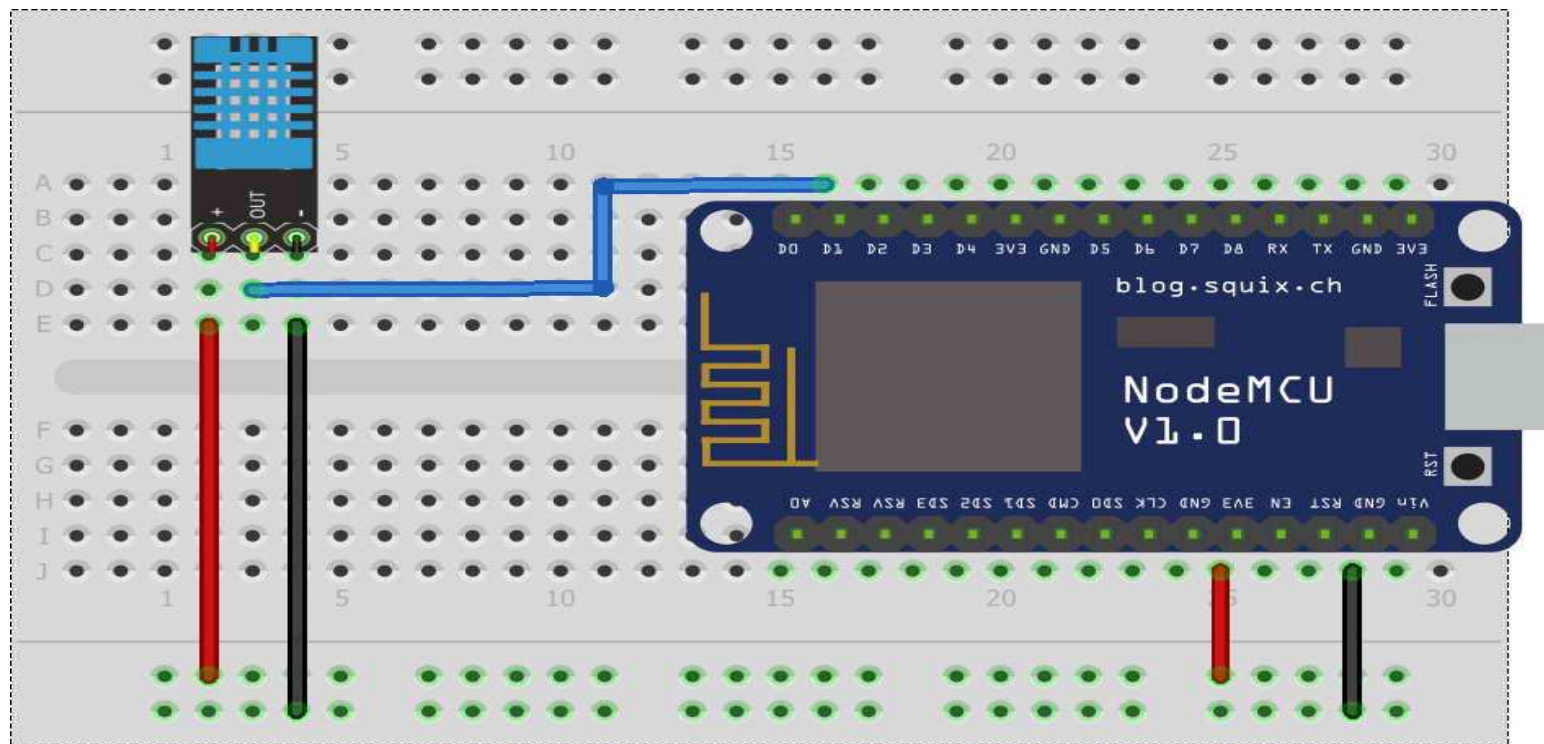 1 5 10 15 20 25 30
A
B
C
D
E
F
G
H
I
J
+ OUT -
D0 D1 D2 D3 D4 3V3 GND D5 D6 D7 D8 RX TX GND 3V3
blog.squix.ch
FLASH
NodeMCU
V1.0
RST
A0 RSV RSV SD3 SD2 SD1 CMD SD0 CLK GND 3V3 EN RST GND Vin
1 5 10 15 20 25 30